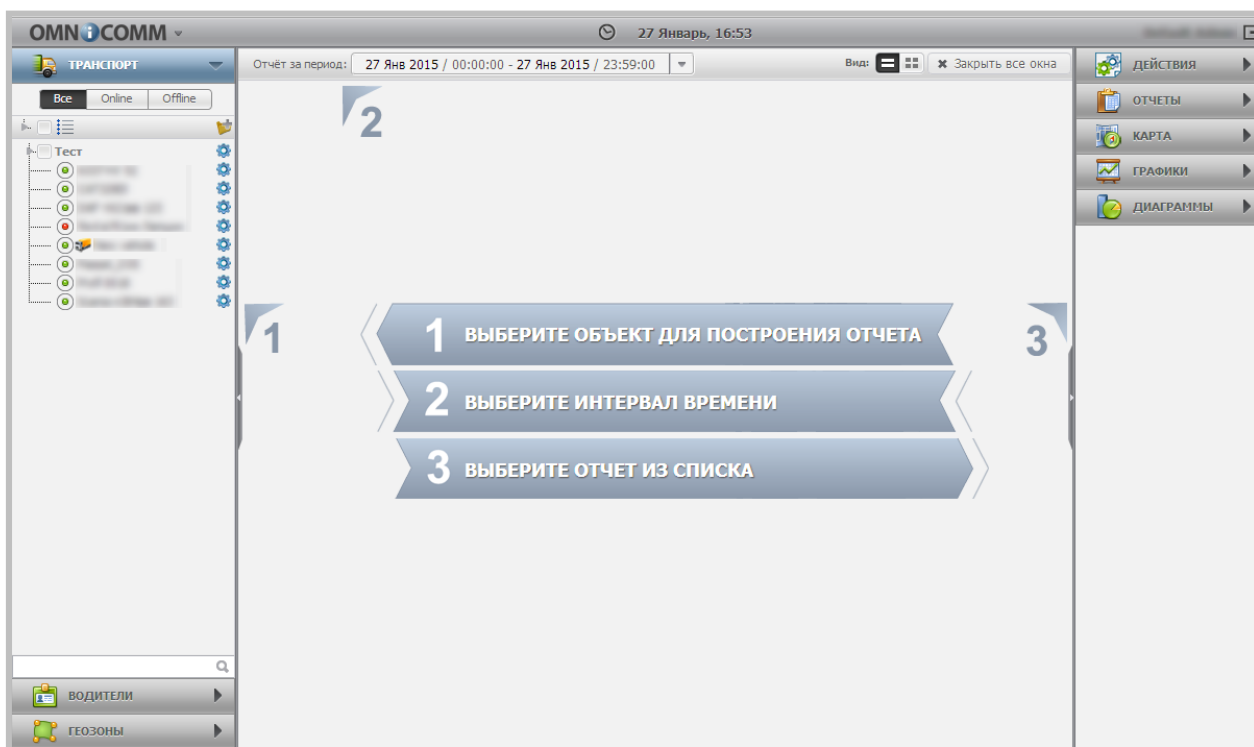 OMNiCOMM
27 Январь, 16:53
ТРАНСПОРТ
Отчёт за период: 27 Янв 2015 / 00:00:00 - 27 Янв 2015 / 23:59:00
Вид:
Закрыть все окна
Все Online Offline
Тест
2
1
3
1 ВЫБЕРИТЕ ОБЪЕКТ ДЛЯ ПОСТРОЕНИЯ ОТЧЕТА
2 ВЫБЕРИТЕ ИНТЕРВАЛ ВРЕМЕНИ
3 ВЫБЕРИТЕ ОТЧЕТ ИЗ СПИСКА
ДЕЙСТВИЯ
ОТЧЕТЫ
КАРТА
ГРАФИКИ
ДИАГРАММЫ
ВОДИТЕЛИ
ГЕОЗОНЫ